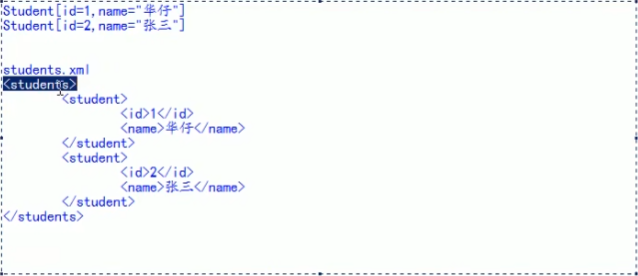 Student[id=1,name="华仔"]
Student[id=2,name="张三"]
students.xml
<students>
<student>
<id>1</id>
<name>华仔</name>
</student>
<student>
<id>2</id>
<name>张三</name>
</student>
</students>